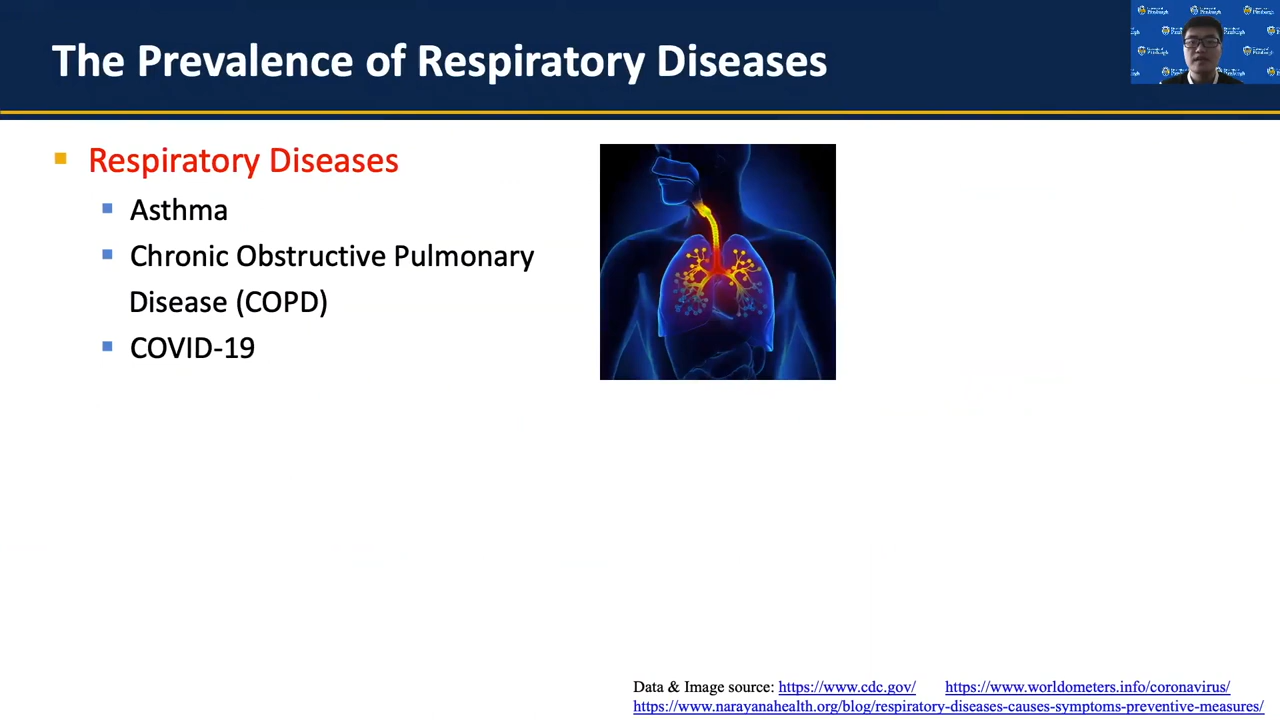 The Prevalence of Respiratory Diseases
Respiratory Diseases
Asthma
Chronic Obstructive Pulmonary
Disease (COPD)
COVID-19
Data & Image source: https://www.cdc.gov/ https://www.worldometers.info/coronavirus/
https://www.narayanahealth.org/blog/respiratory-diseases-causes-symptoms-preventive-measures/